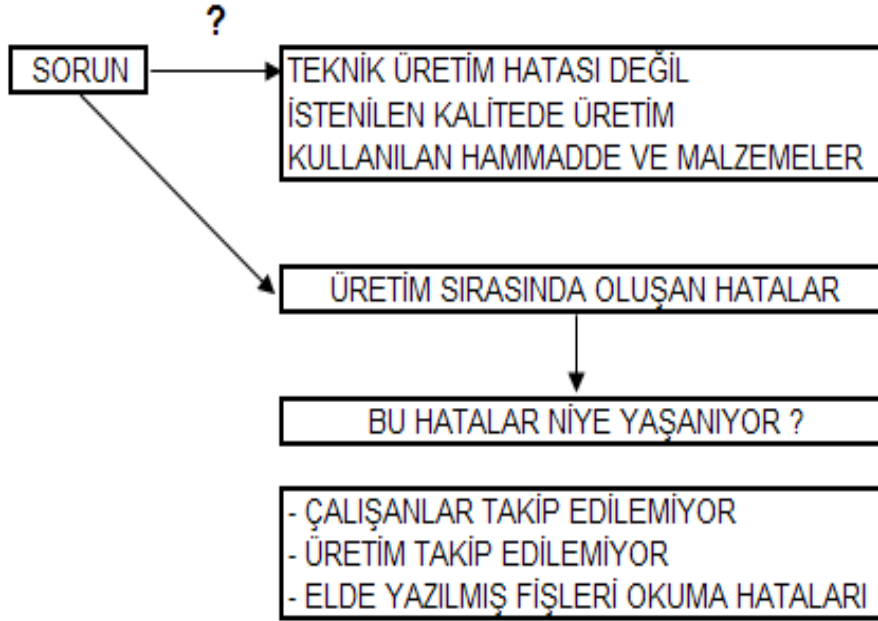 ?
SORUN
TEKNİK ÜRETİM HATASI DEĞİL
İSTENİLEN KALİTEDE ÜRETİM
KULLANILAN HAMMADDE VE MALZEMELER
ÜRETİM SIRASINDA OLUŞAN HATALAR
BU HATALAR NİYE YAŞANIYOR ?
- ÇALIŞANLAR TAKİP EDİLEMİYOR
- ÜRETİM TAKİP EDİLEMİYOR
- ELDE YAZILMIŞ FİŞLERİ OKUMA HATALARI